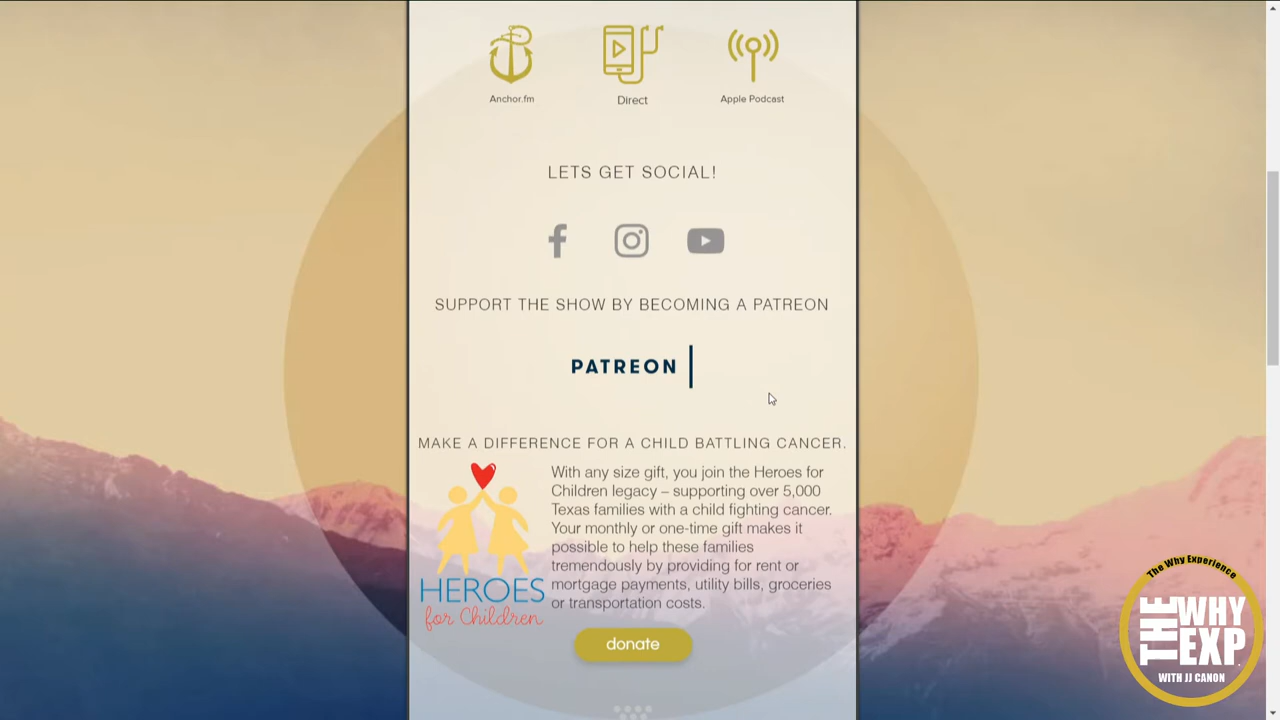 Anchor.fm
Direct
Apple Podcast
LETS GET SOCIAL!
SUPPORT THE SHOW BY BECOMING A PATREON
PATREON
MAKE A DIFFERENCE FOR A CHILD BATTLING CANCER.
With any size gift, you join the Heroes for
Children legacy – supporting over 5,000
Texas families with a child fighting cancer.
Your monthly or one-time gift makes it
possible to help these families
tremendously by providing for rent or
mortgage payments, utility bills, groceries
or transportation costs.
HEROES
for Children
donate
The Why Experience
THE WHY
EXP.
WITH JJ CANON